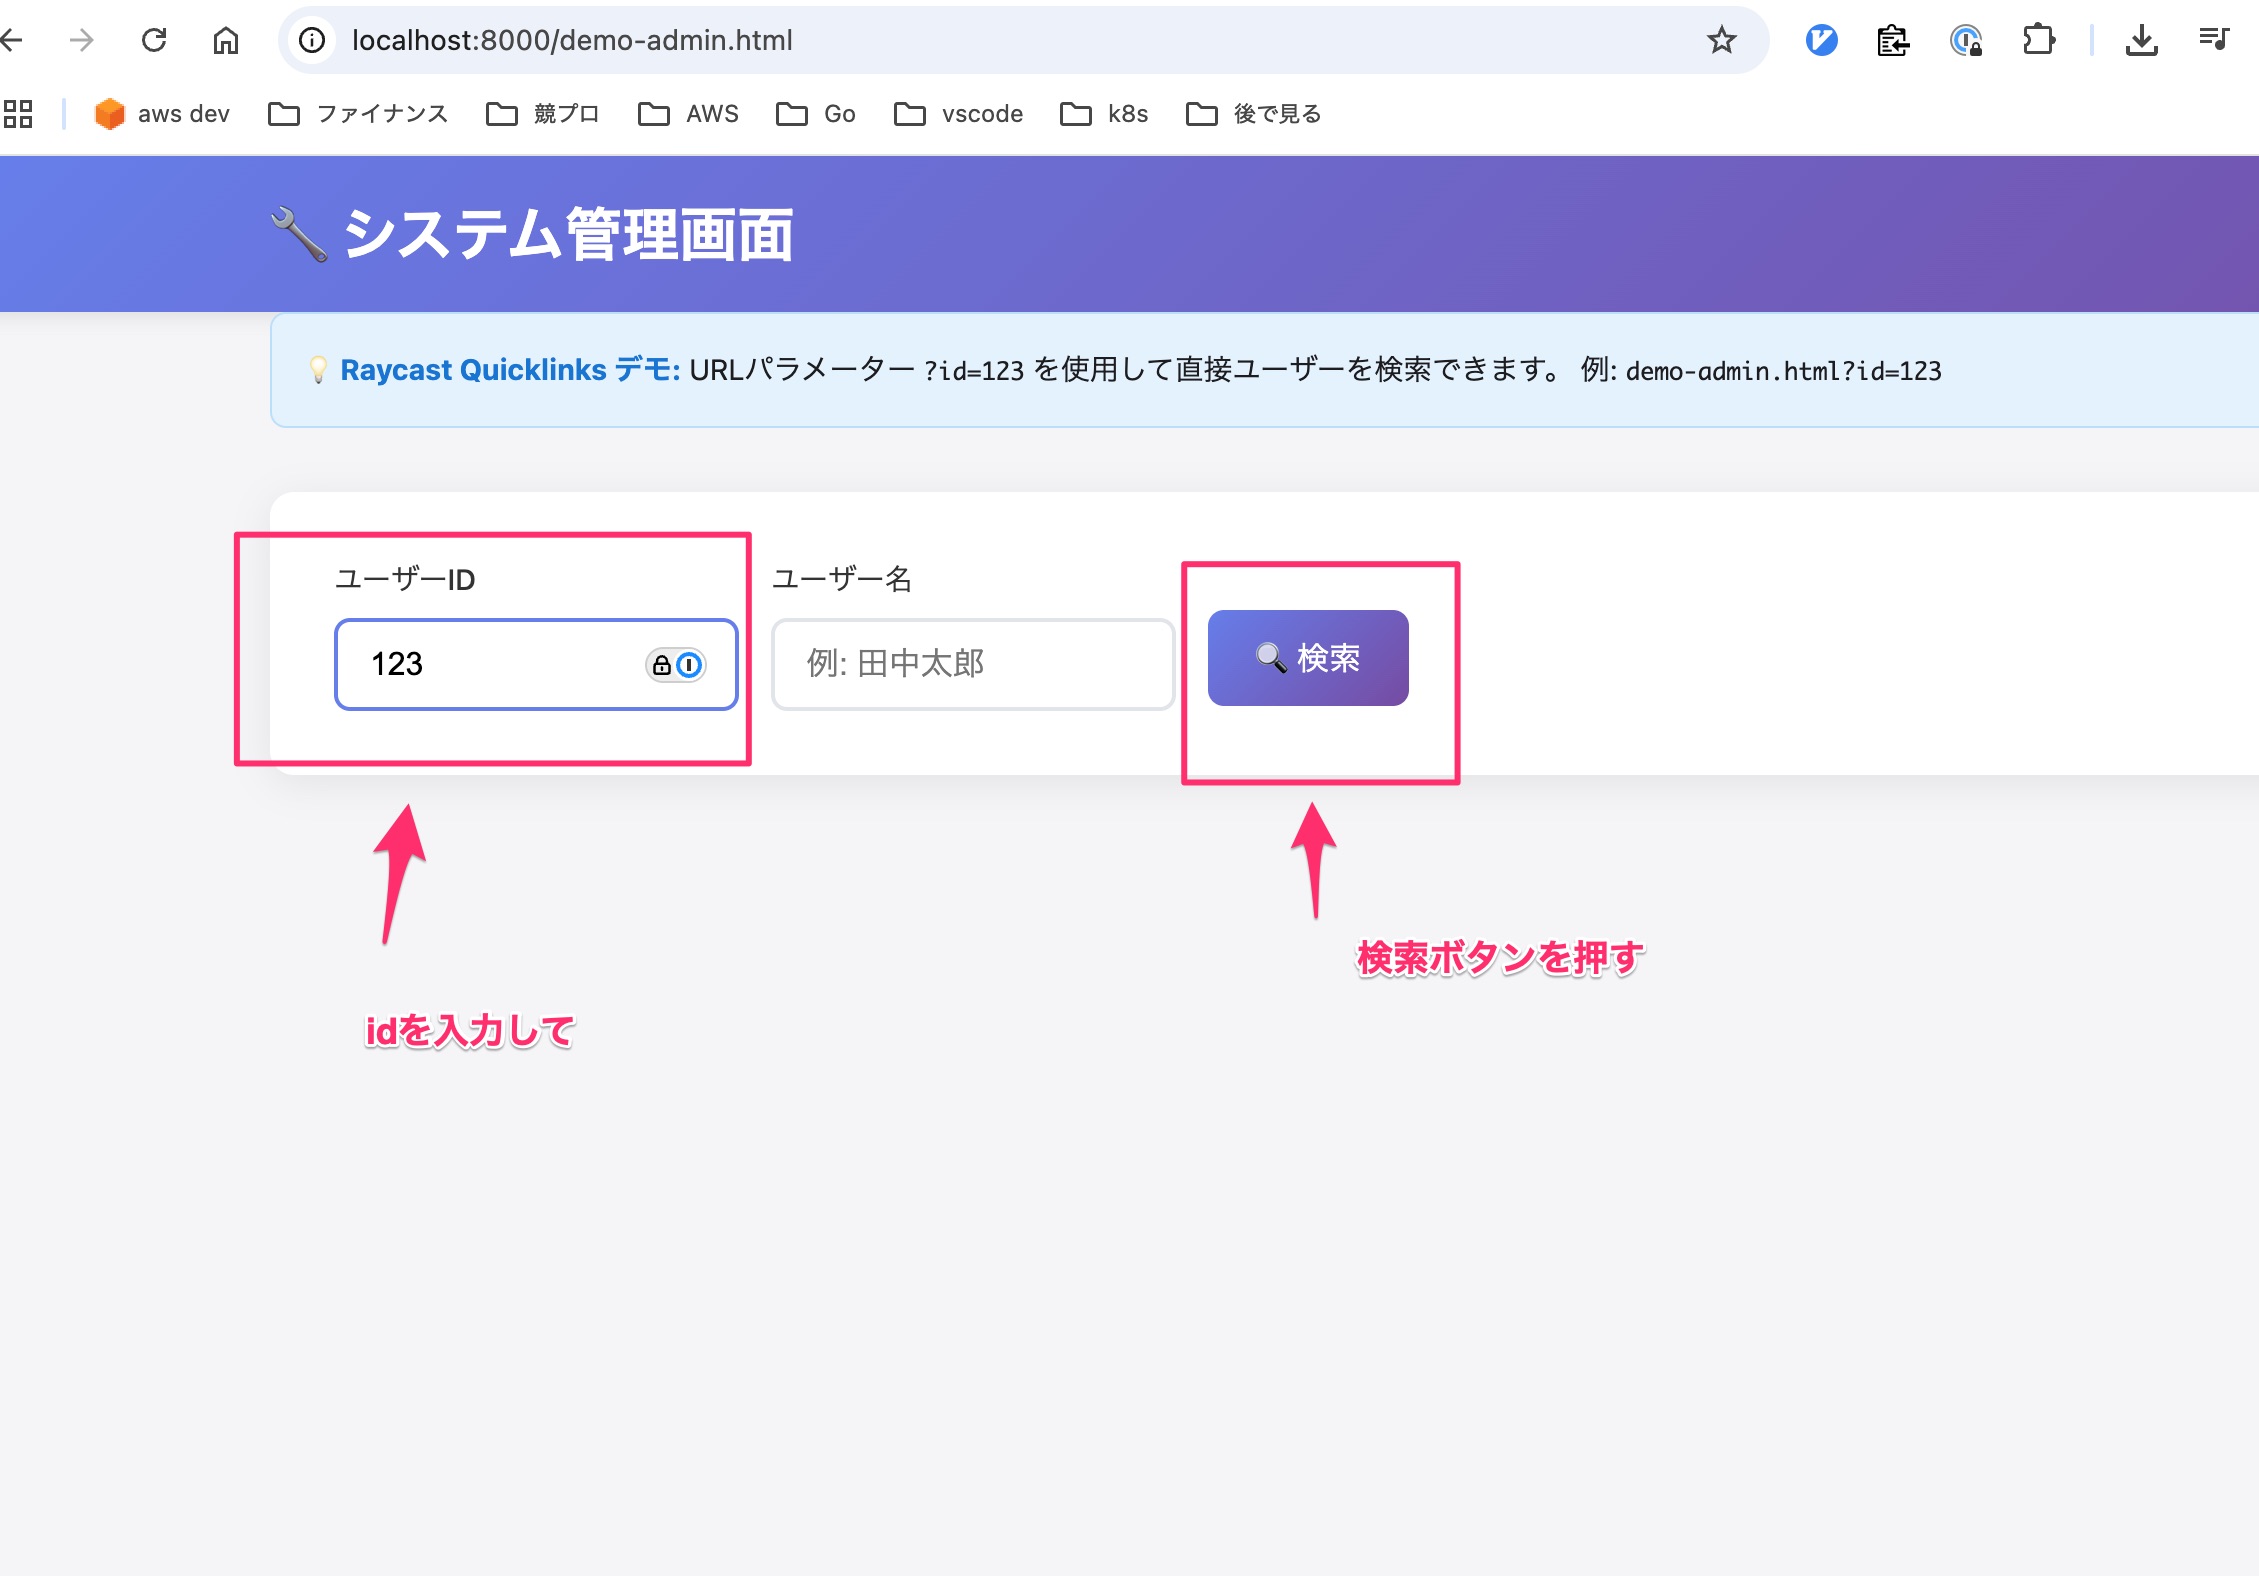 localhost:8000/demo-admin.html
aws dev ファイナンス 競プロ AWS Go vscode k8s 後で見る
システム管理画面
Raycast Quicklinks デモ: URLパラメーター ?id=123 を使用して直接ユーザーを検索できます。 例: demo-admin.html?id=123
ユーザーID ユーザー名
123 例: 田中太郎 検索
検索ボタンを押す
idを入力して